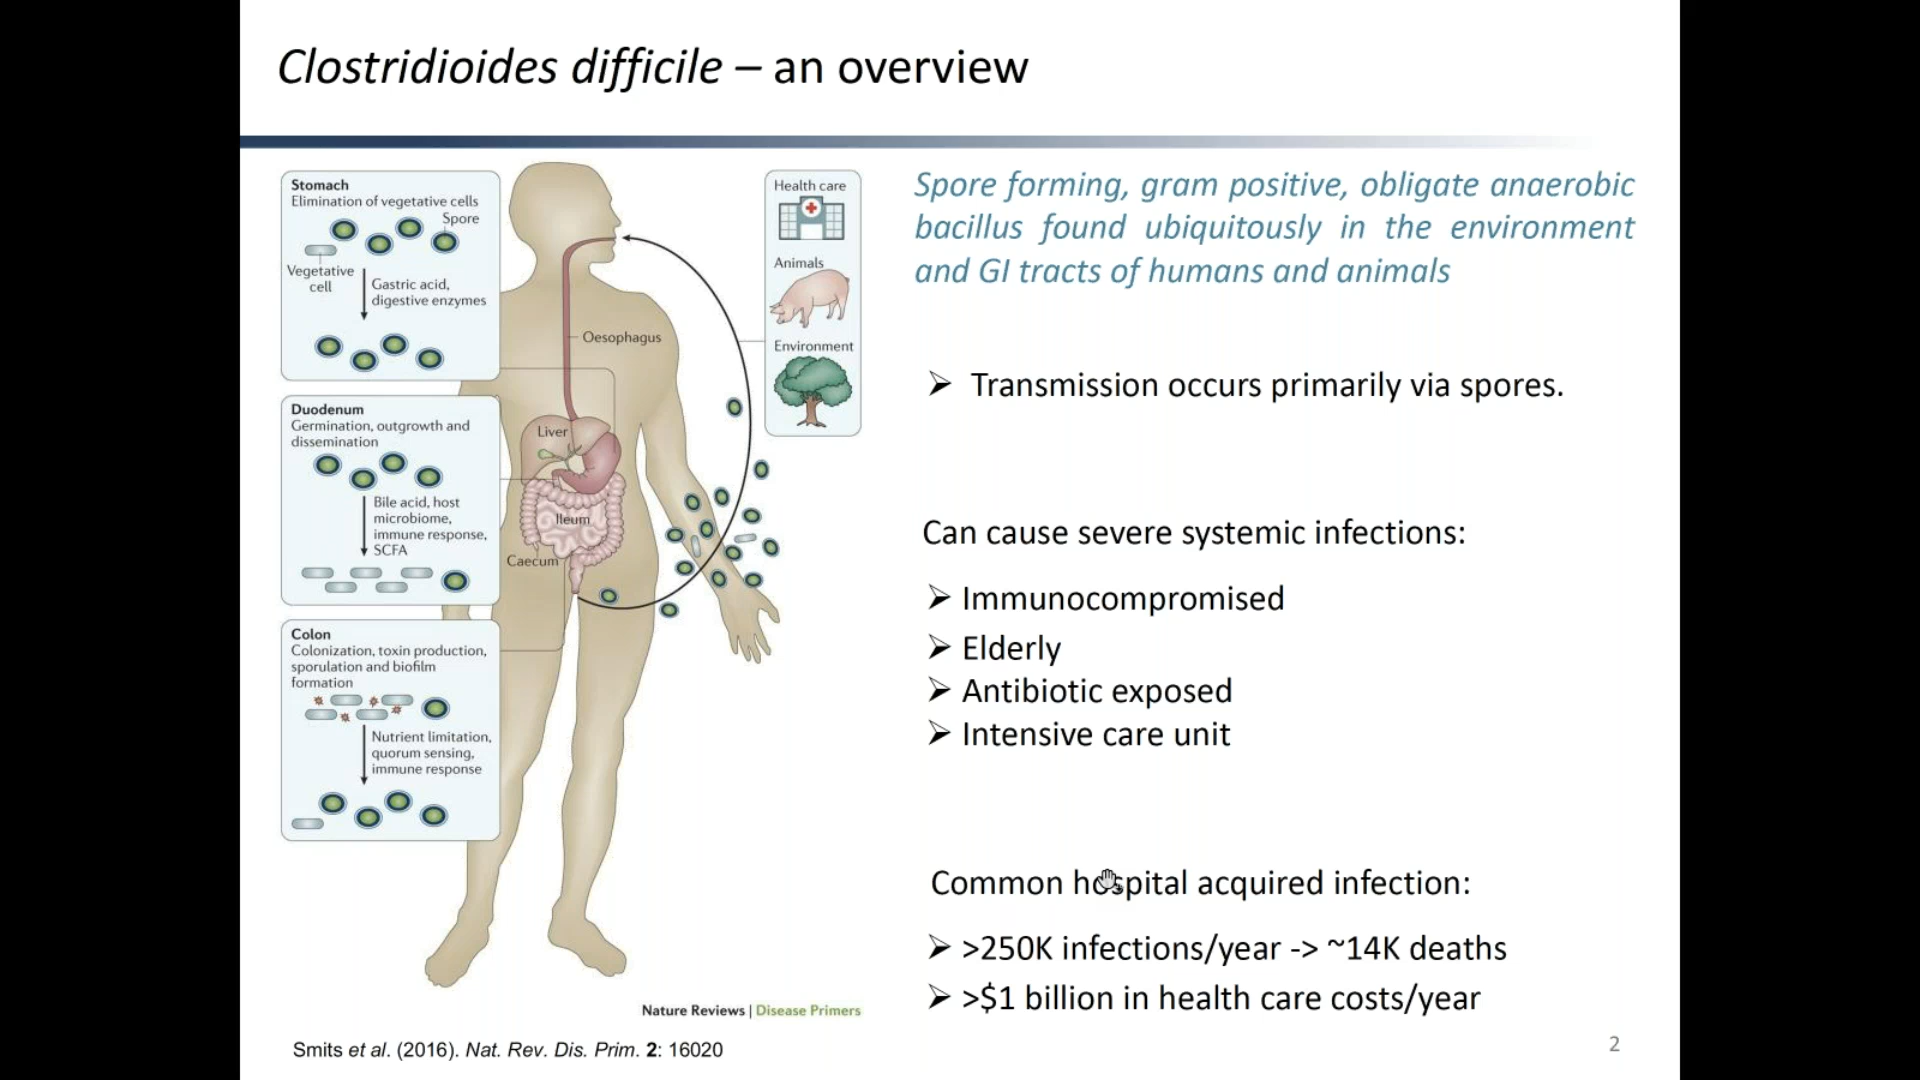 Clostridioides difficile – an overview
Stomach
Elimination of vegetative cells
Spore
Vegetative
cell
Gastric acid,
digestive enzymes
Duodenum
Germination, outgrowth and
dissemination
Bile acid, host
microbiome,
immune response,
SCFA
Colon
Colonization, toxin production,
sporulation and biofilm
formation
Nutrient limitation,
quorum sensing,
immune response
Oesophagus
Liver
Ileum
Caecum
Health care
Animals
Environment
Nature Reviews | Disease Primers
Smits et al. (2016). Nat. Rev. Dis. Prim. 2: 16020
Spore forming, gram positive, obligate anaerobic
bacillus found ubiquitously in the environment
and GI tracts of humans and animals
➢ Transmission occurs primarily via spores.
Can cause severe systemic infections:
➢ Immunocompromised
➢ Elderly
➢ Antibiotic exposed
➢ Intensive care unit
Common hospital acquired infection:
➢ >250K infections/year -> ~14K deaths
➢ >$1 billion in health care costs/year
2